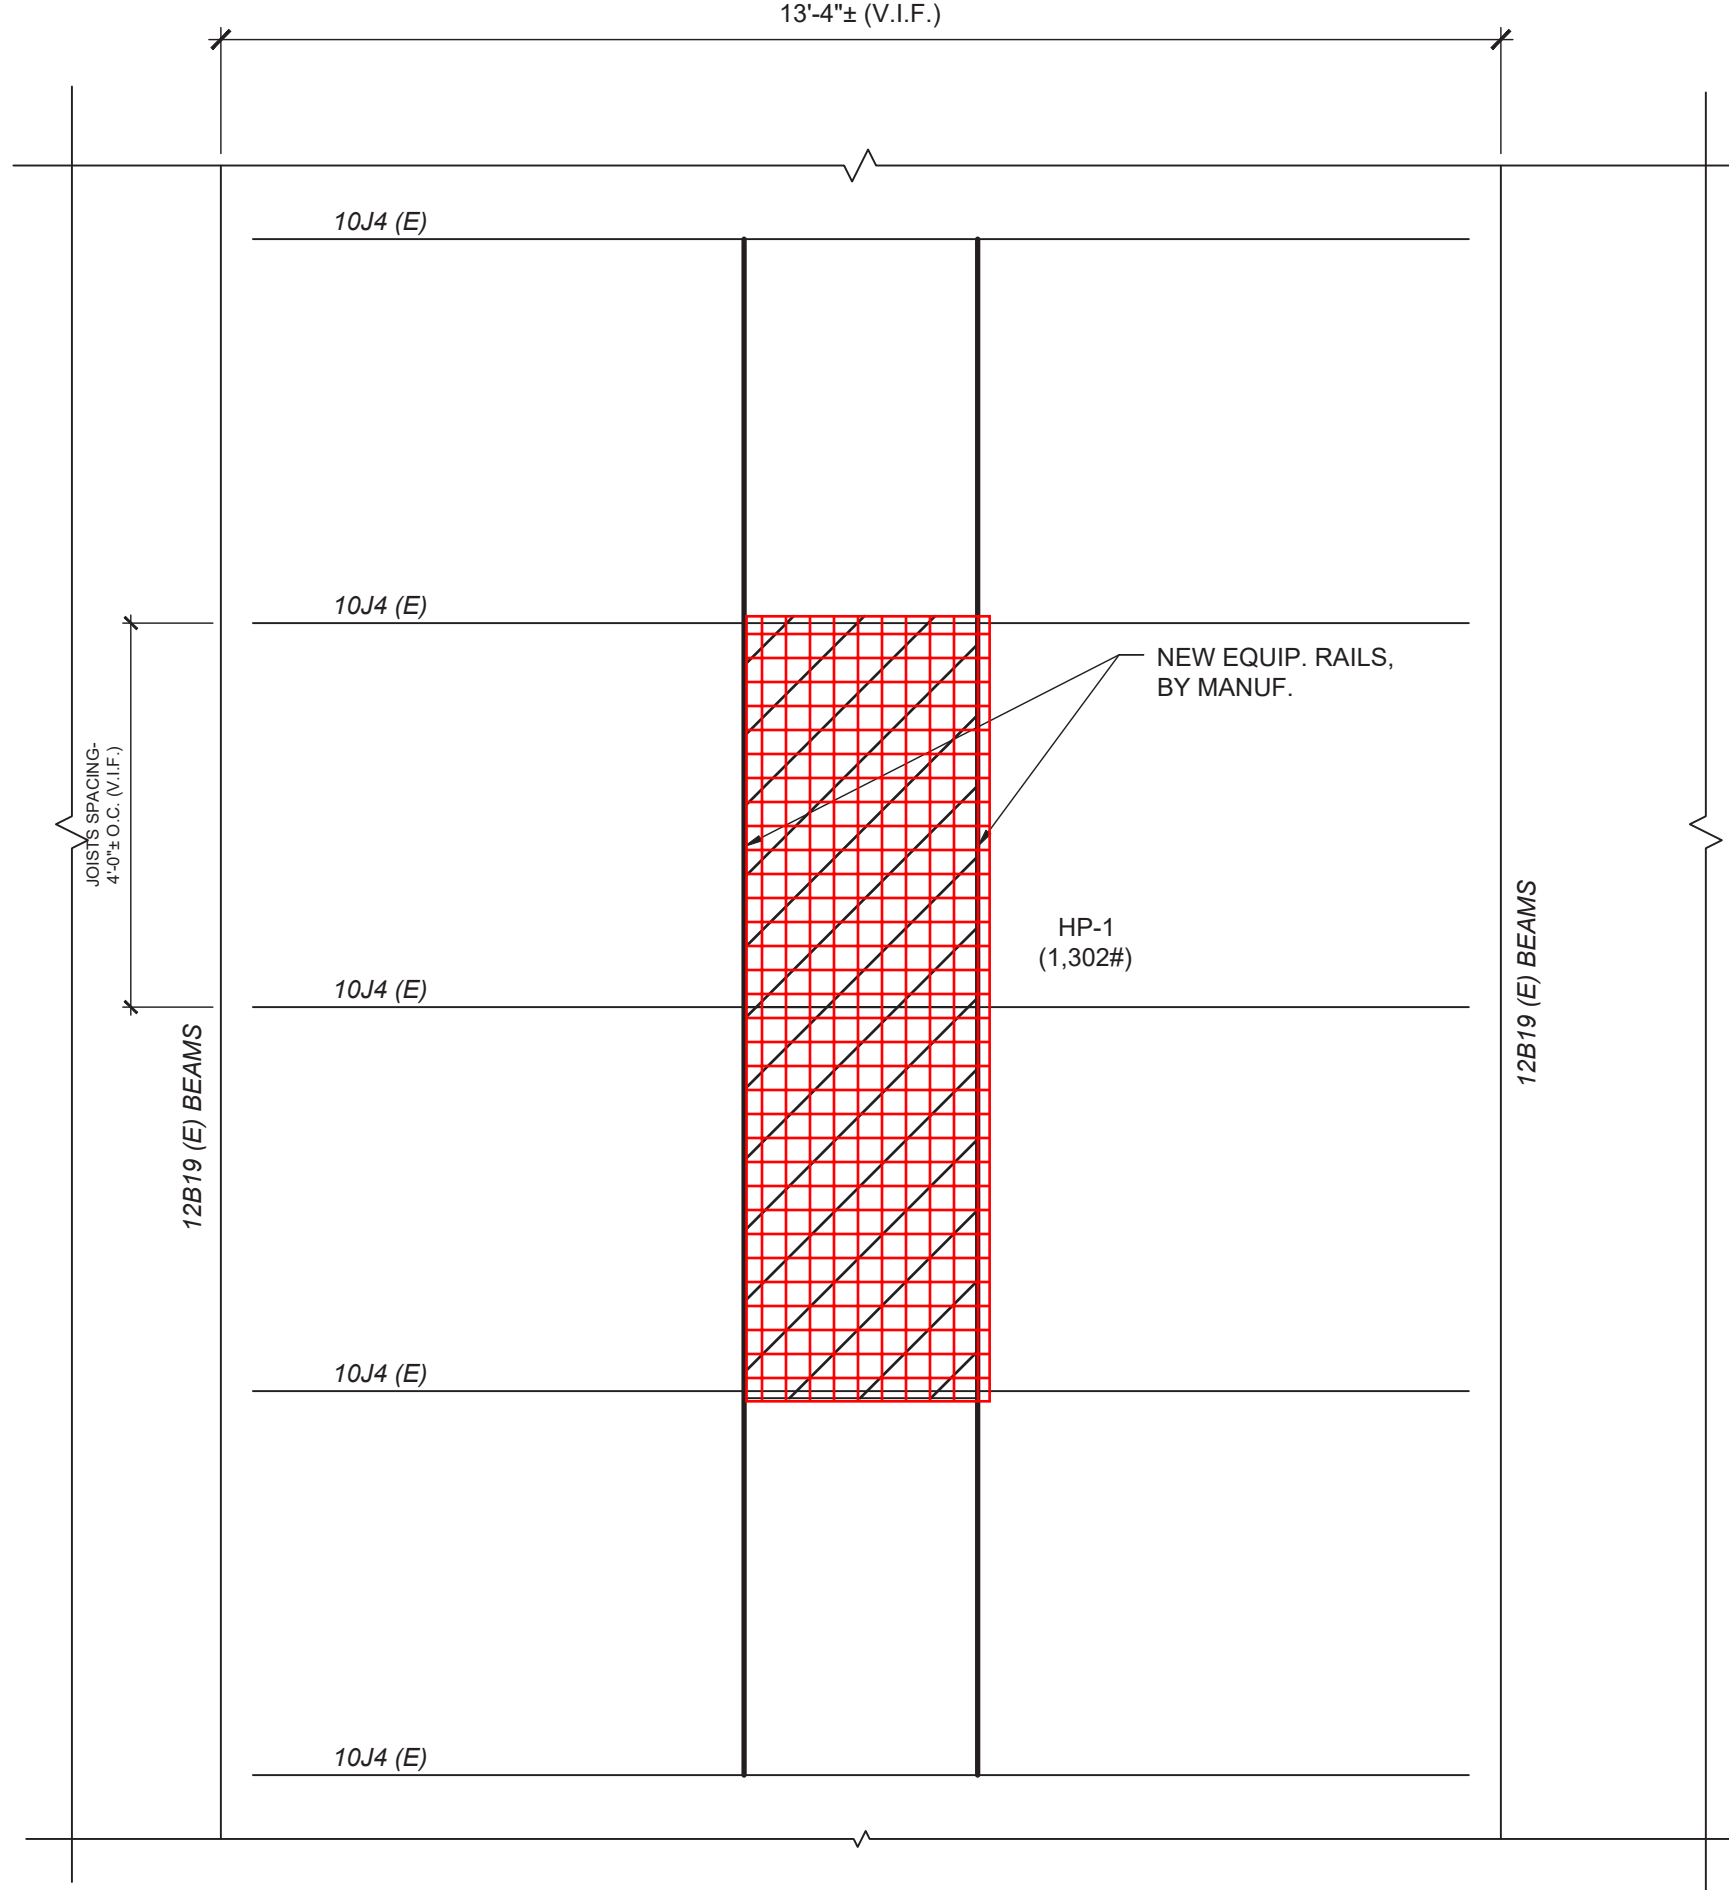 13'-4"± (V.I.F.)
10J4 (E)
10J4 (E)
NEW EQUIP. RAILS,
BY MANUF.
JOISTS SPACING-
4'-0"± O.C. (V.I.F.)
HP-1
(1,302#)
12B19 (E) BEAMS
10J4 (E)
12B19 (E) BEAMS
10J4 (E)
10J4 (E)